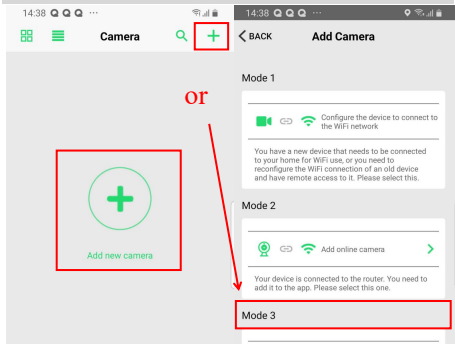 14:38 Q Q Q ···
Camera
Add new camera
or
14:38 Q Q Q ···
BACK Add Camera
Mode 1
Configure the device to connect to
the WiFi network
You have a new device that needs to be connected
to your home for WiFi use, or you need to
reconfigure the WiFi connection of an old device
and have remote access to it. Please select this.
Mode 2
Add online camera
Your device is connected to the router. You need to
add it to the app. Please select this one.
Mode 3